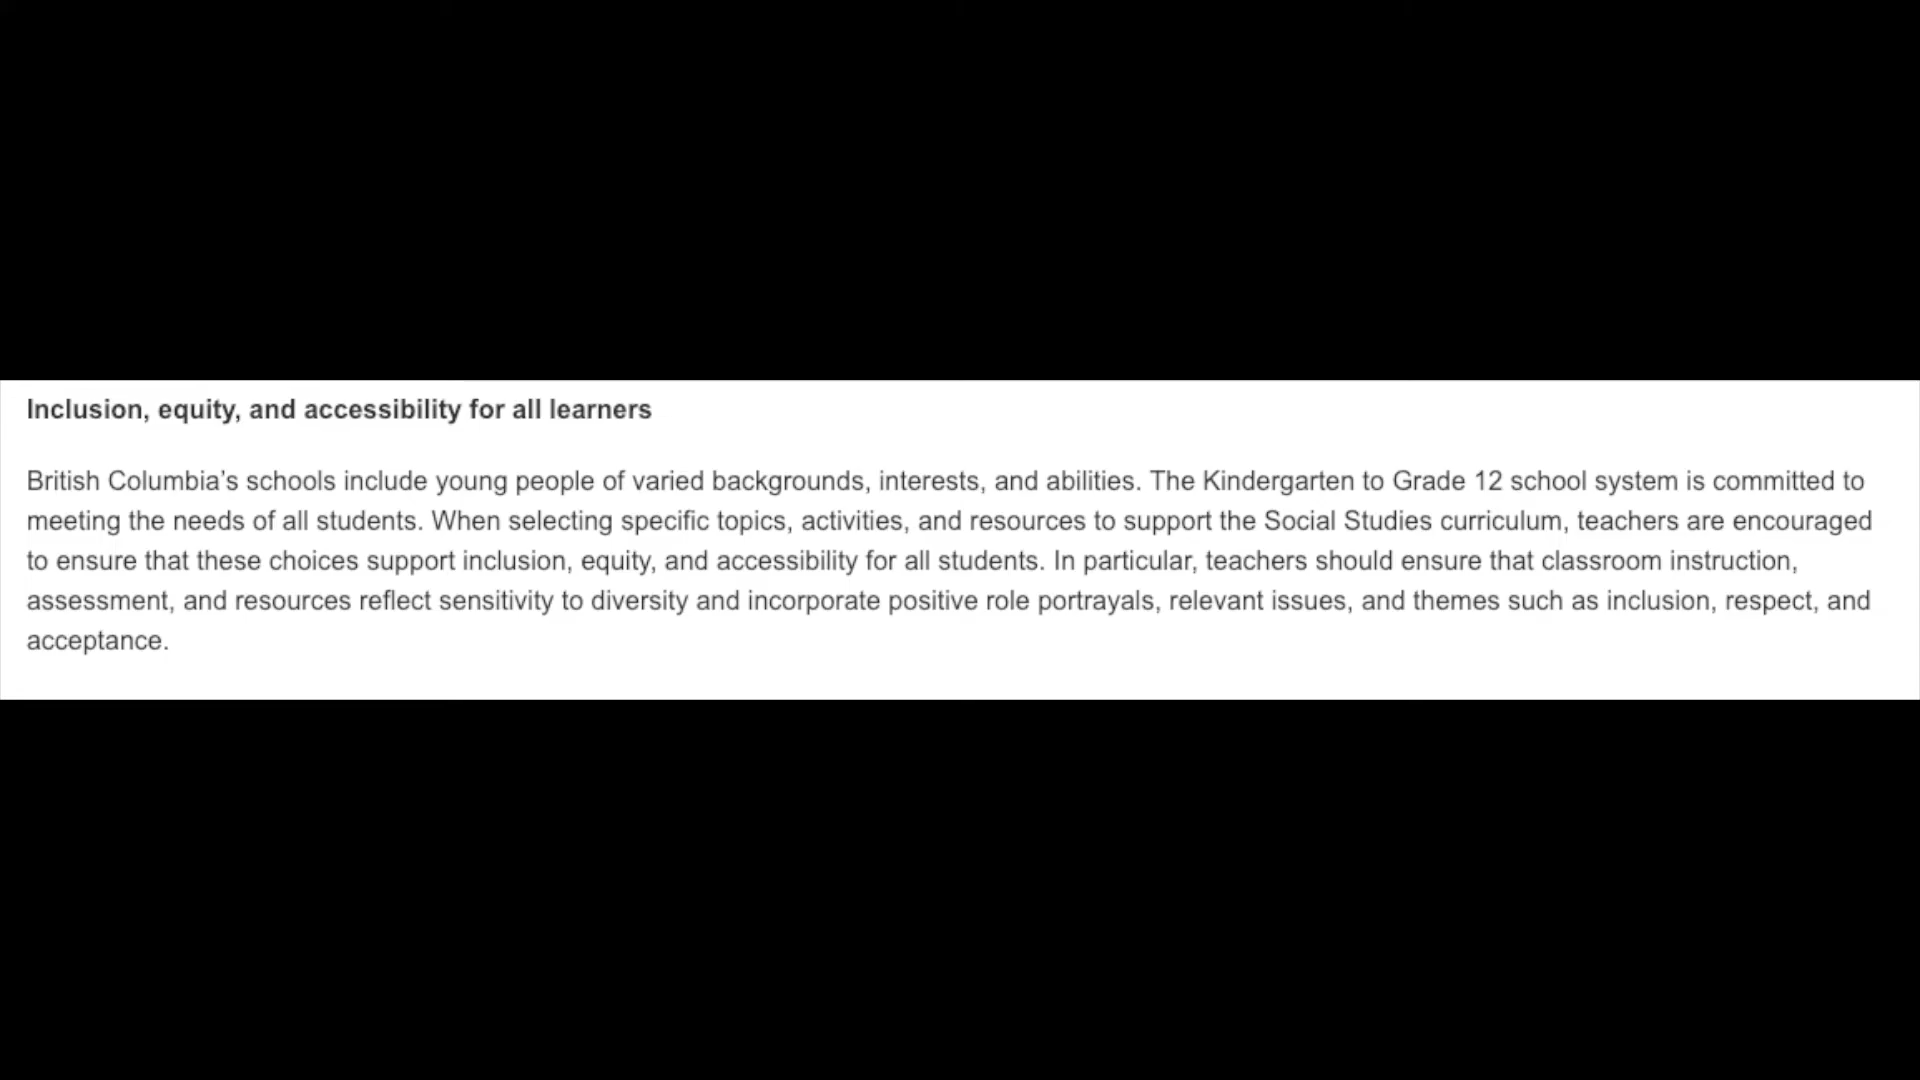 Inclusion, equity, and accessibility for all learners
British Columbia’s schools include young people of varied backgrounds, interests, and abilities. The Kindergarten to Grade 12 school system is committed to
meeting the needs of all students. When selecting specific topics, activities, and resources to support the Social Studies curriculum, teachers are encouraged
to ensure that these choices support inclusion, equity, and accessibility for all students. In particular, teachers should ensure that classroom instruction,
assessment, and resources reflect sensitivity to diversity and incorporate positive role portrayals, relevant issues, and themes such as inclusion, respect, and
acceptance.